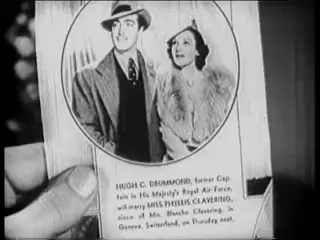 HUGH C. DRUMMOND, former Cap-
tain in His Majesty's Royal Air-Force,
will marry MISS PHYLLIS CLAVERING,
niece of Mrs. Blanche Clavering, in
Geneva, Switzerland, on Thursday next.